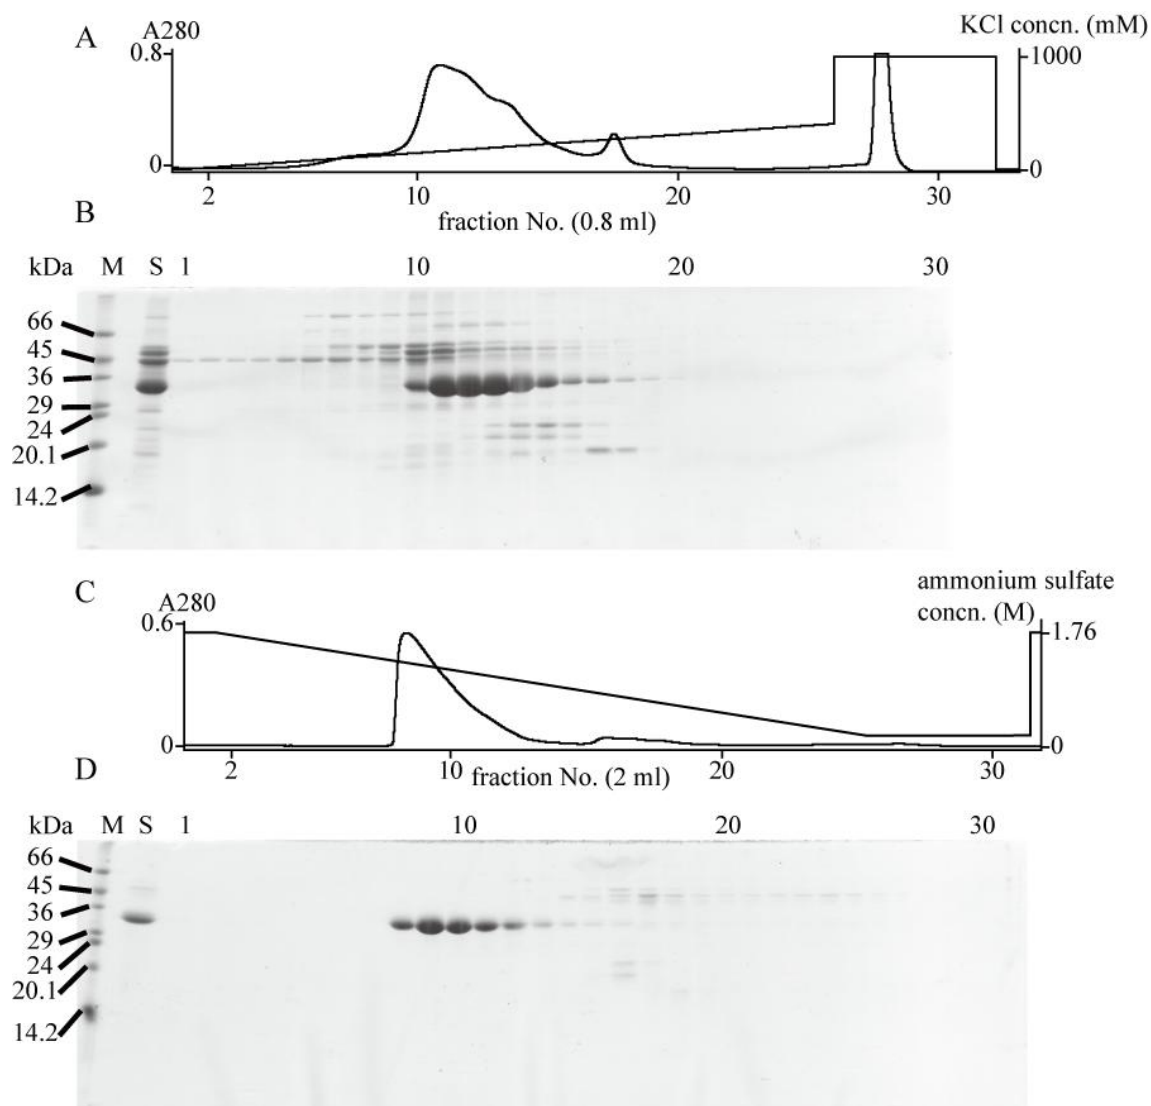 A
A280
KCl concn. (mM)
0.8
1000
0
0
2
10
20
30
fraction No. (0.8 ml)
B
kDa M S 1 10 20 30
66
45
36
29
24
20.1
14.2
C
A280
ammonium sulfate
concn. (M)
0.6
1.76
0
0
2
10
20
30
fraction No. (2 ml)
D
kDa M S 1 10 20 30
66
45
36
29
24
20.1
14.2